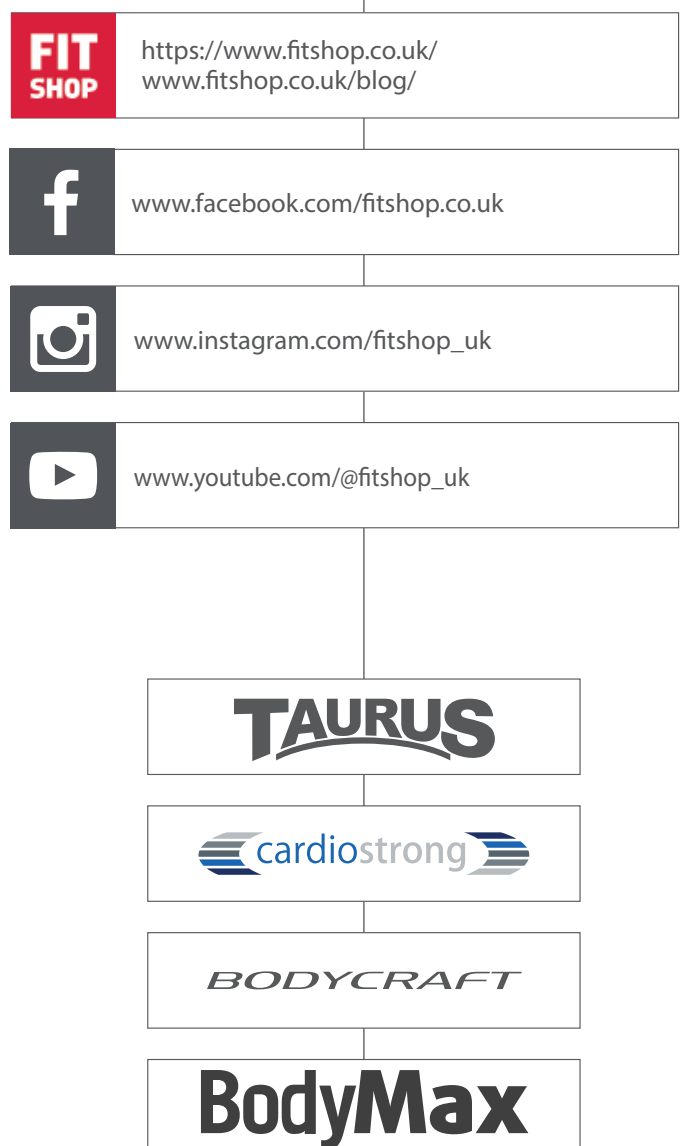 FIT
SHOP
https://www.fitshop.co.uk/
www.fitshop.co.uk/blog/
f
www.facebook.com/fitshop.co.uk
www.instagram.com/fitshop_uk
www.youtube.com/@fitshop_uk
TAURUS
cardiostrong
BODYCRAFT
BodyMax